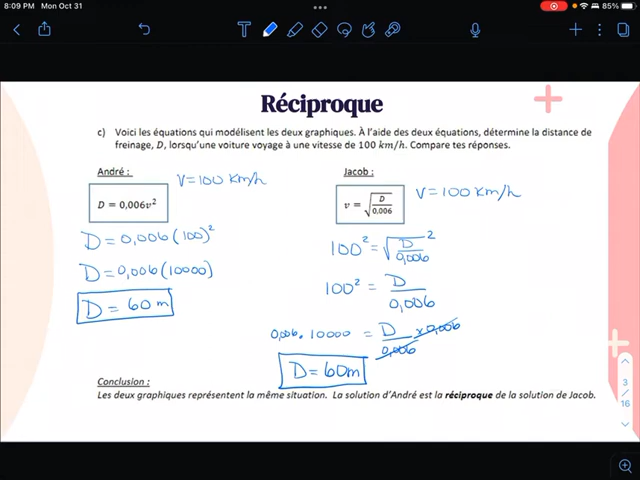 8:09 PM Mon Oct 31
85%
Réciproque
c) Voici les équations qui modélisent les deux graphiques. À l'aide des deux équations, détermine la distance de
freinage, D, lorsqu'une voiture voyage à une vitesse de 100 km/h. Compare tes réponses.
André :
V = 100 km/h
D = 0,006v²
D = 0,006 (100)²
D = 0,006 (10000)
D = 60 m
Jacob :
V = 100 km/h
v = √(D/0,006)
100² = √(D/0,006)²
100² = D/0,006
0,006 • 10000 = D/0,006 × 0,006
D = 60m
Conclusion :
Les deux graphiques représentent la même situation. La solution d'André est la réciproque de la solution de Jacob.
3
/
16